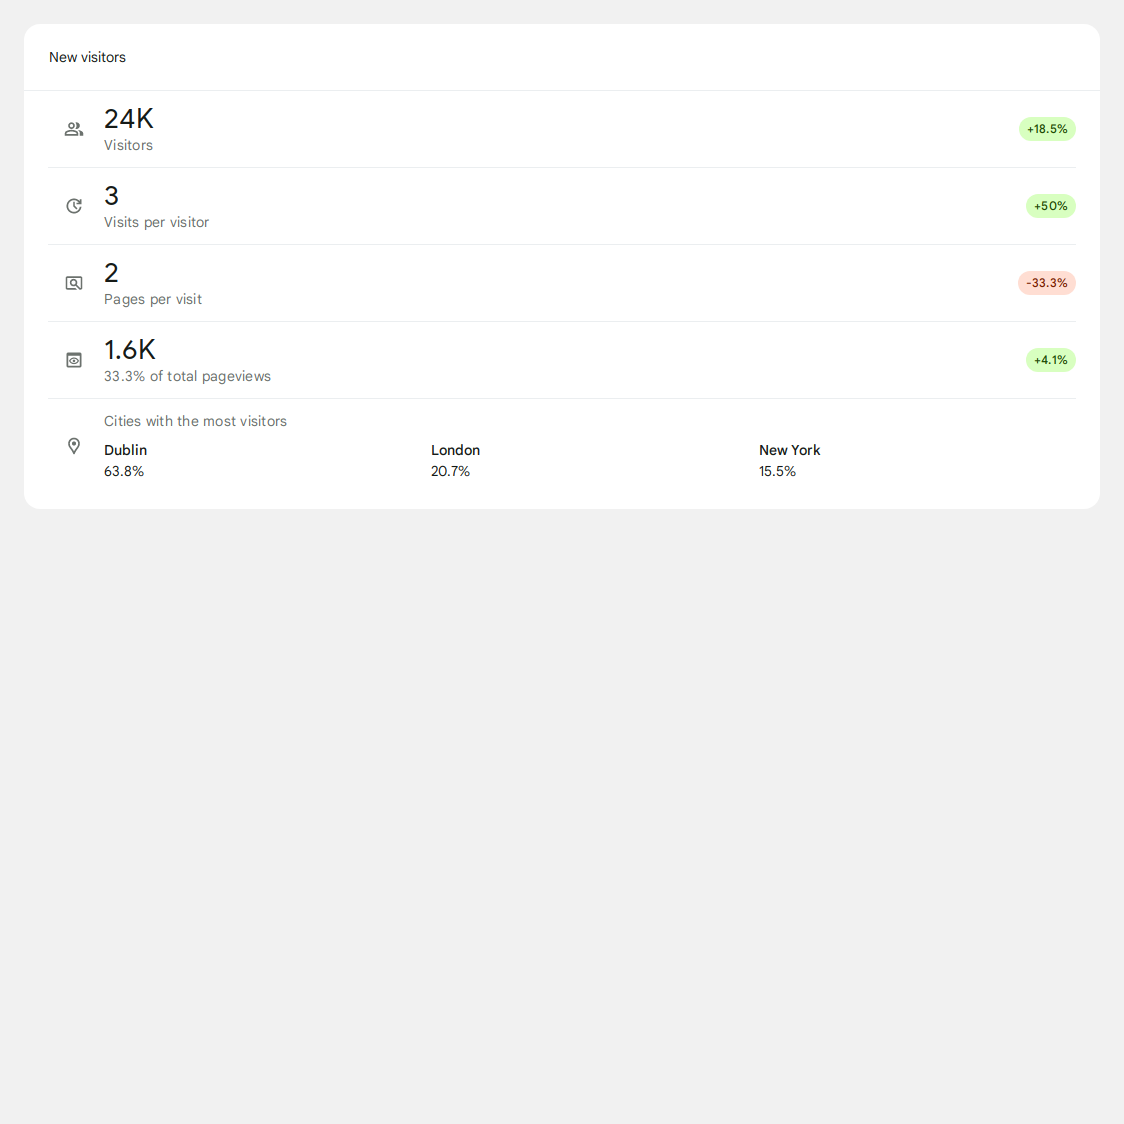 New visitors
24K
Visitors
+18.5%
3
Visits per visitor
+50%
2
Pages per visit
-33.3%
1.6K
33.3% of total pageviews
+4.1%
Cities with the most visitors
Dublin London New York
63.8% 20.7% 15.5%